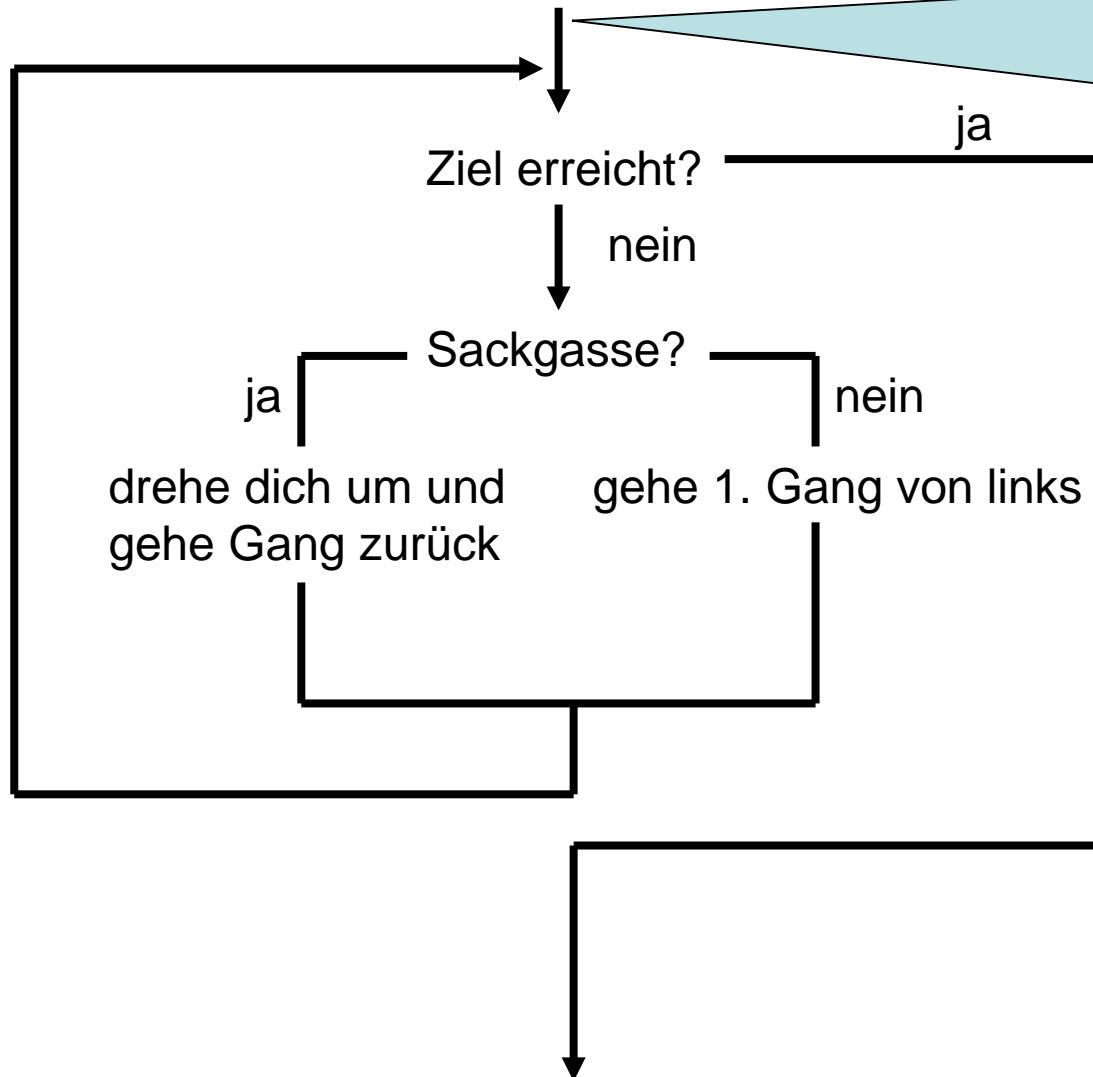 ja
Ziel erreicht?
nein
Sackgasse?
ja
nein
drehe dich um und
gehe Gang zurück
gehe 1. Gang von links